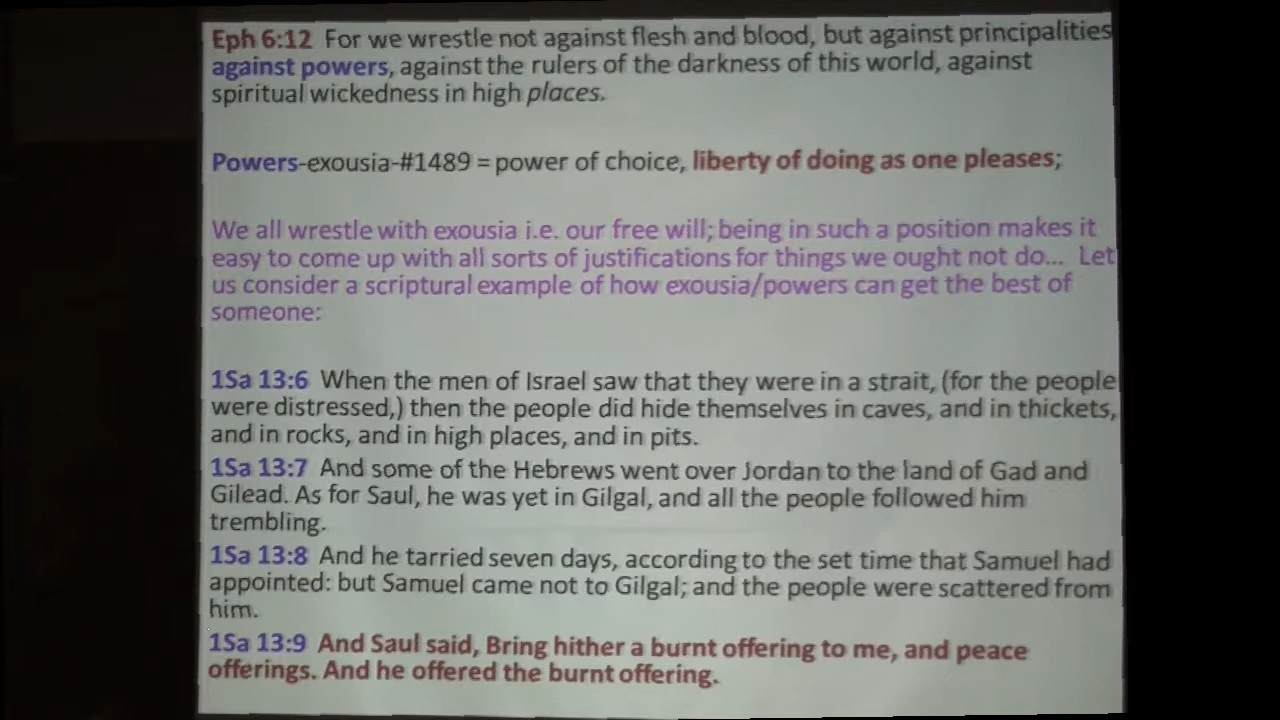 Eph 6:12 For we wrestle not against flesh and blood, but against principalities
against powers, against the rulers of the darkness of this world, against
spiritual wickedness in high places.
Powers-exousia-#1489 = power of choice, liberty of doing as one pleases;
We all wrestle with exousia i.e. our free will; being in such a position makes it
easy to come up with all sorts of justifications for things we ought not do... Let
us consider a scriptural example of how exousia/powers can get the best of
someone:
1Sa 13:6 When the men of Israel saw that they were in a strait, (for the people
were distressed,) then the people did hide themselves in caves, and in thickets,
and in rocks, and in high places, and in pits.
1Sa 13:7 And some of the Hebrews went over Jordan to the land of Gad and
Gilead. As for Saul, he was yet in Gilgal, and all the people followed him
trembling.
1Sa 13:8 And he tarried seven days, according to the set time that Samuel had
appointed: but Samuel came not to Gilgal; and the people were scattered from
him.
1Sa 13:9 And Saul said, Bring hither a burnt offering to me, and peace
offerings. And he offered the burnt offering.